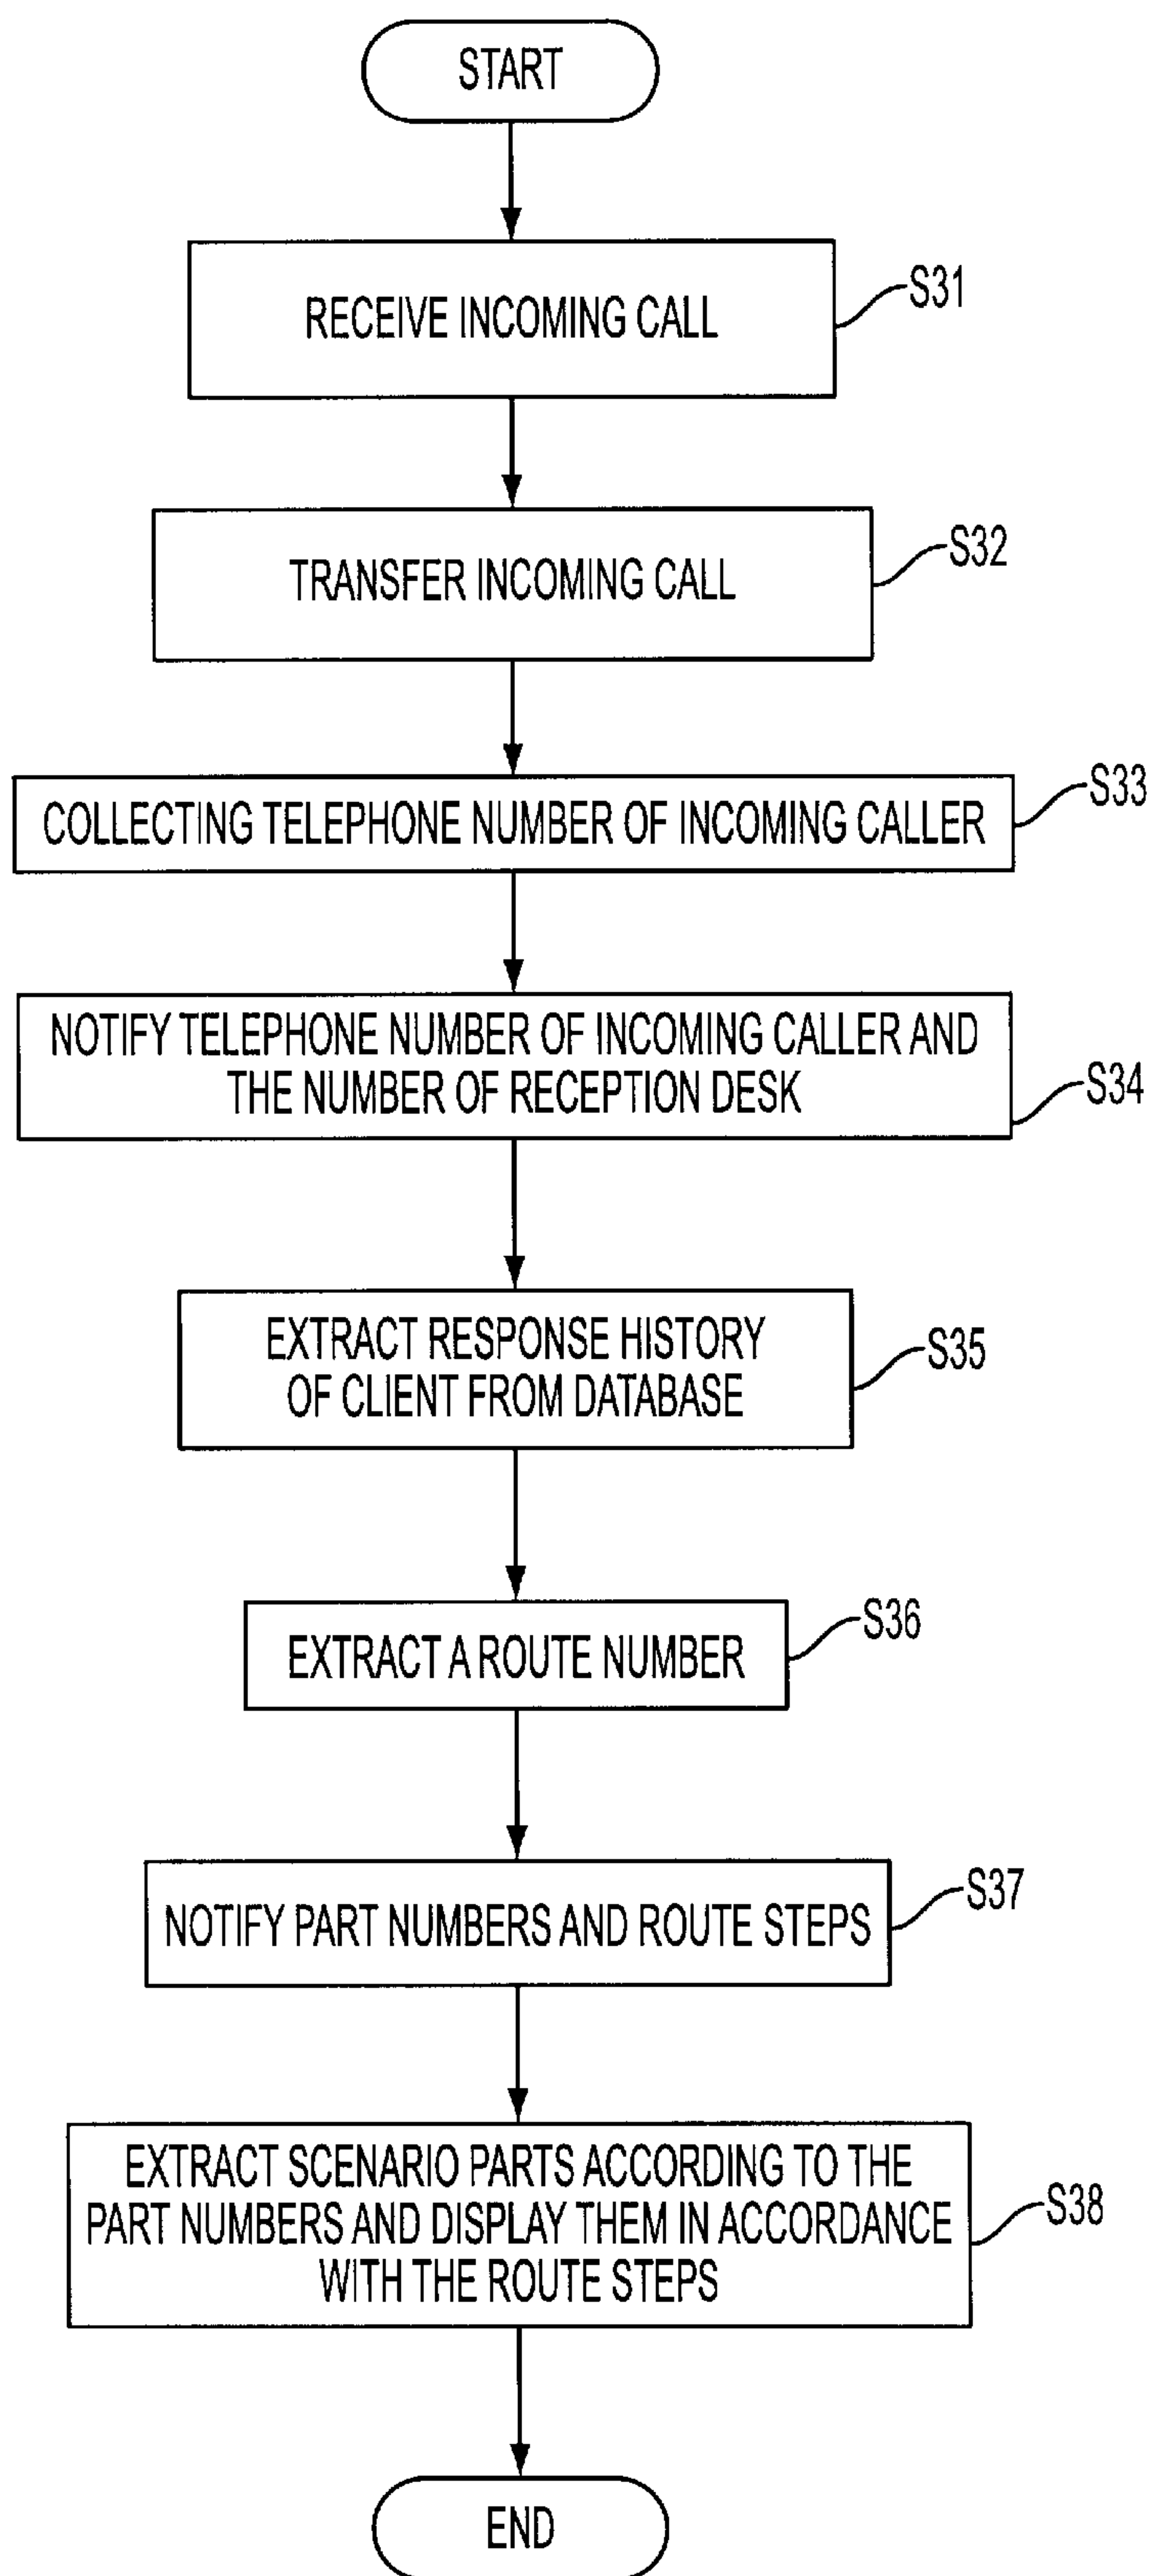 START
RECEIVE INCOMING CALL
S31
TRANSFER INCOMING CALL
S32
COLLECTING TELEPHONE NUMBER OF INCOMING CALLER
S33
NOTIFY TELEPHONE NUMBER OF INCOMING CALLER AND
THE NUMBER OF RECEPTION DESK
S34
EXTRACT RESPONSE HISTORY
OF CLIENT FROM DATABASE
S35
EXTRACT A ROUTE NUMBER
S36
NOTIFY PART NUMBERS AND ROUTE STEPS
S37
EXTRACT SCENARIO PARTS ACCORDING TO THE
PART NUMBERS AND DISPLAY THEM IN ACCORDANCE
WITH THE ROUTE STEPS
S38
END